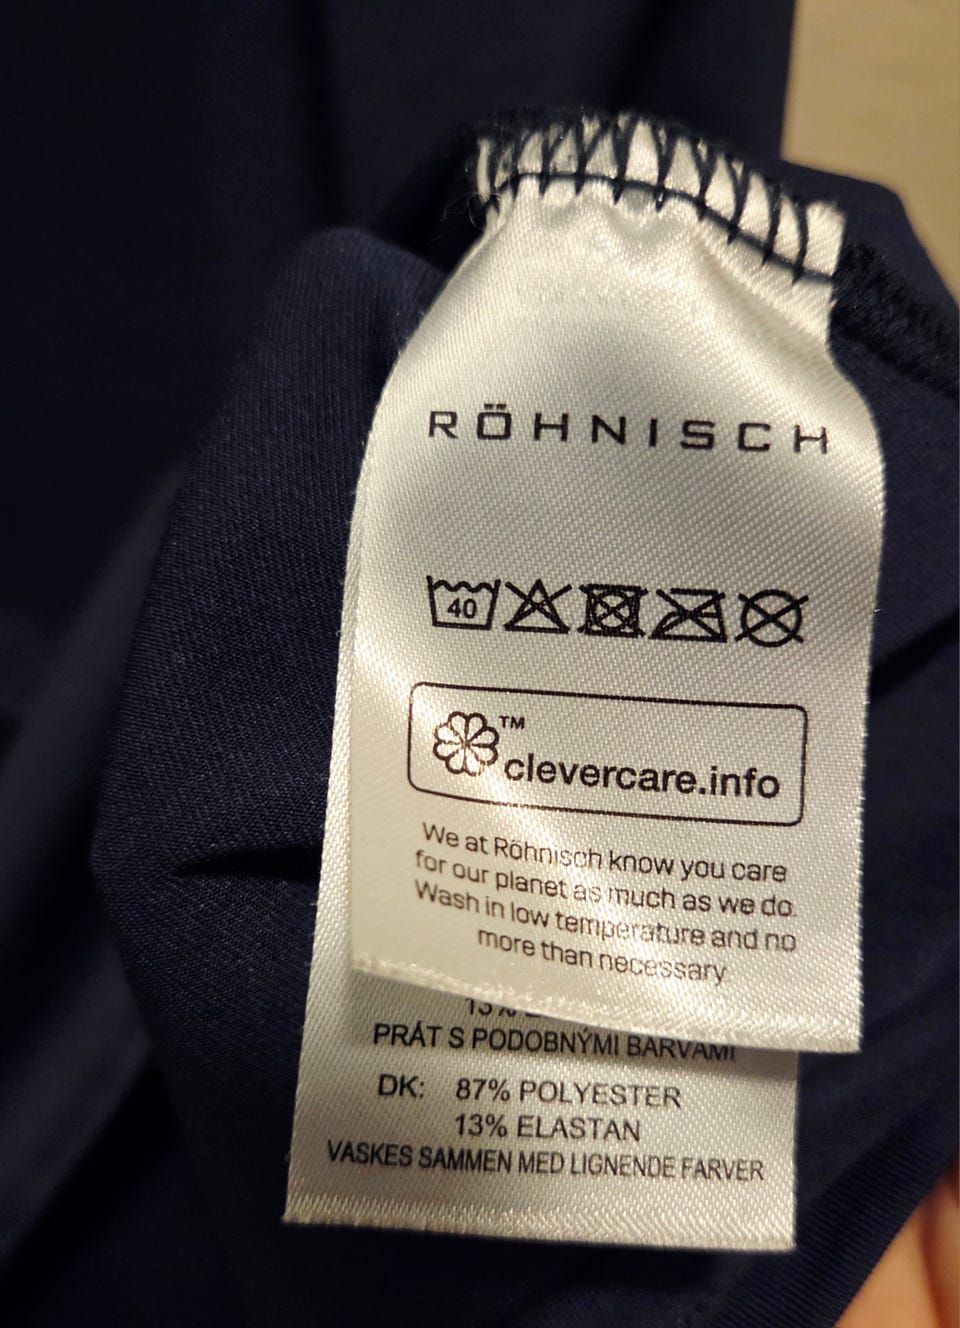 RÖHNISCH
40
™
clevercare.info
We at Röhnisch know you care
for our planet as much as we do.
Wash in low temperature and no
more than necessary.
13%
PRÁT S PODOBNÝMI BARVAMI
DK: 87% POLYESTER
13% ELASTAN
VASKES SAMMEN MED LIGNENDE FARVER